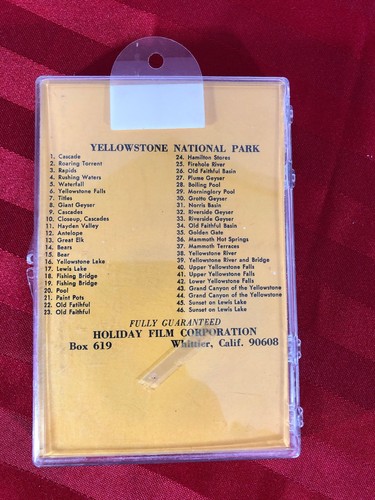 YELLOWSTONE NATIONAL PARK
1. Cascade
2. Roaring Torrent
3. Rapids
4. Rushing Waters
5. Waterfall
6. Yellowstone Falls
7. Titles
8. Giant Geyser
9. Cascades
10. Closeup, Cascades
11. Hayden Valley
12. Antelope
13. Great Elk
14. Bears
15. Bear
16. Yellowstone Lake
17. Lewis Lake
18. Fishing Bridge
19. Fishing Bridge
20. Pool
21. Paint Pots
22. Old Faithful
23. Old Faithful
24. Hamilton Stores
25. Firehole River
26. Old Faithful Basin
27. Plume Geyser
28. Boiling Pool
29. Morninglory Pool
30. Grotto Geyser
31. Norris Basin
32. Riverside Geyser
33. Riverside Geyser
34. Old Faithful Basin
35. Golden Gate
36. Mammoth Hot Springs
37. Mammoth Terraces
38. Yellowstone River
39. Yellowstone River and Bridge
40. Upper Yellowstone Falls
41. Upper Yellowstone Falls
42. Lower Yellowstone Falls
43. Grand Canyon of the Yellowstone
44. Grand Canyon of the Yellowstone
45. Sunset on Lewis Lake
46. Sunset on Lewis Lake
FULLY GUARANTEED
HOLIDAY FILM CORPORATION
Box 619 Whittier, Calif. 90608